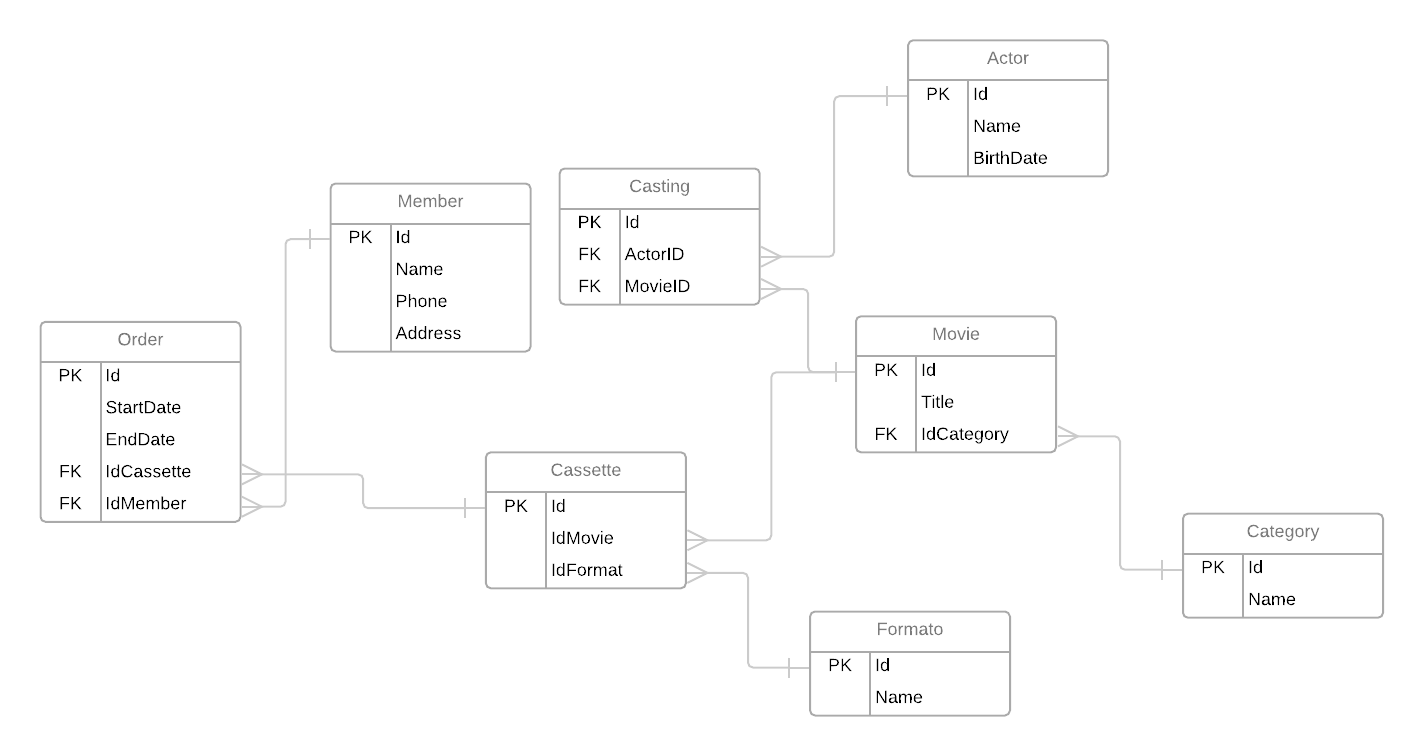 Actor
PK Id
Name
BirthDate
Casting
PK Id
FK ActorID
FK MovieID
Member
PK Id
Name
Phone
Address
Order
PK Id
StartDate
EndDate
FK IdCassette
FK IdMember
Movie
PK Id
Title
FK IdCategory
Cassette
PK Id
IdMovie
IdFormat
Category
PK Id
Name
Formato
PK Id
Name